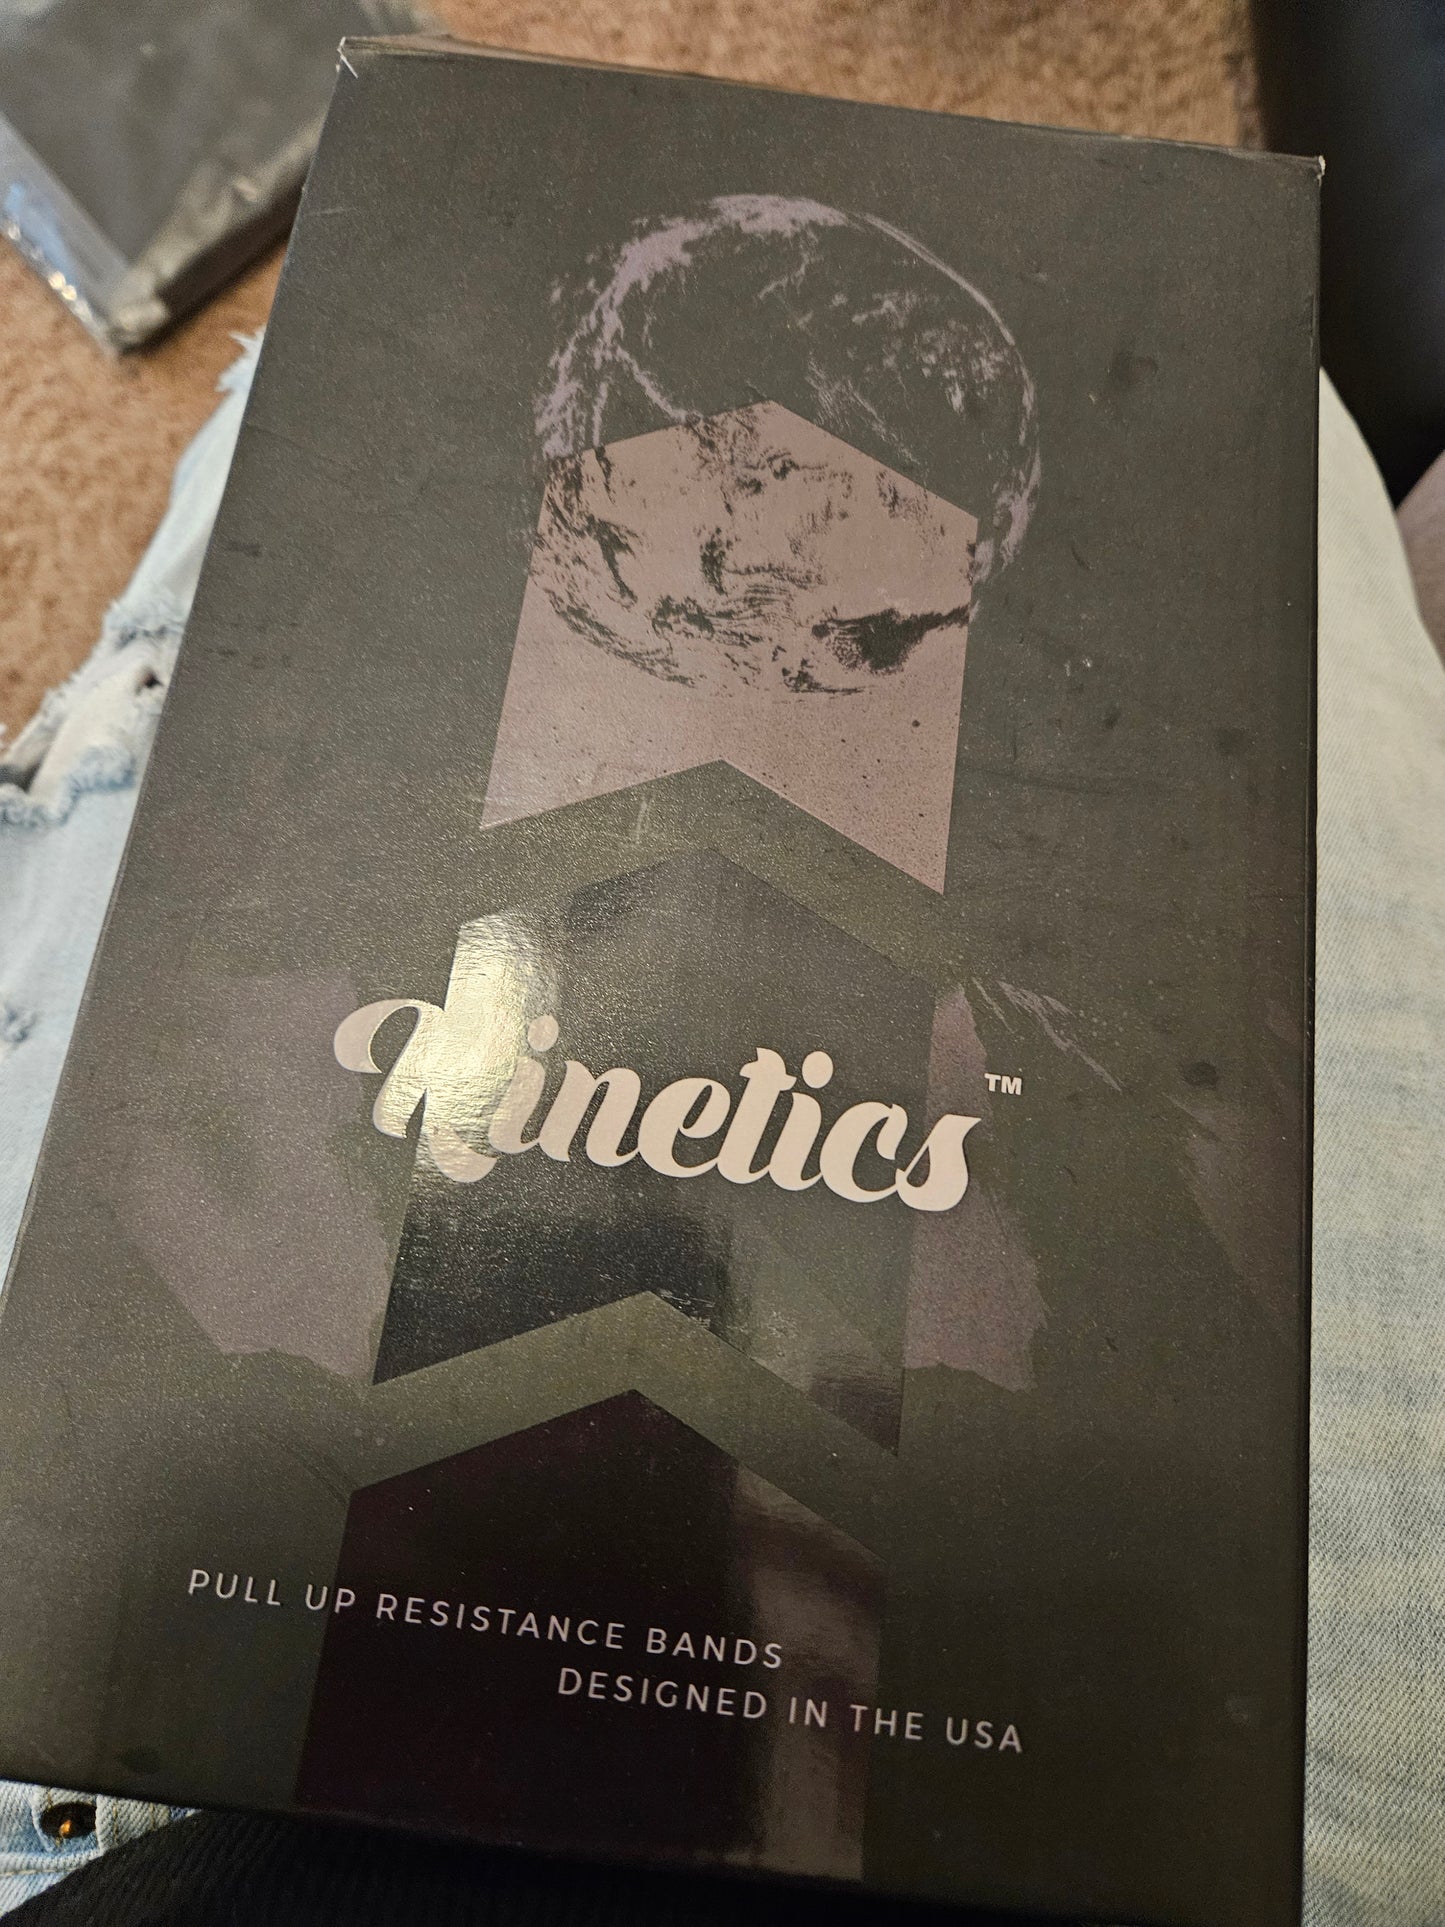 Kinetics™
PULL UP RESISTANCE BANDS
DESIGNED IN THE USA